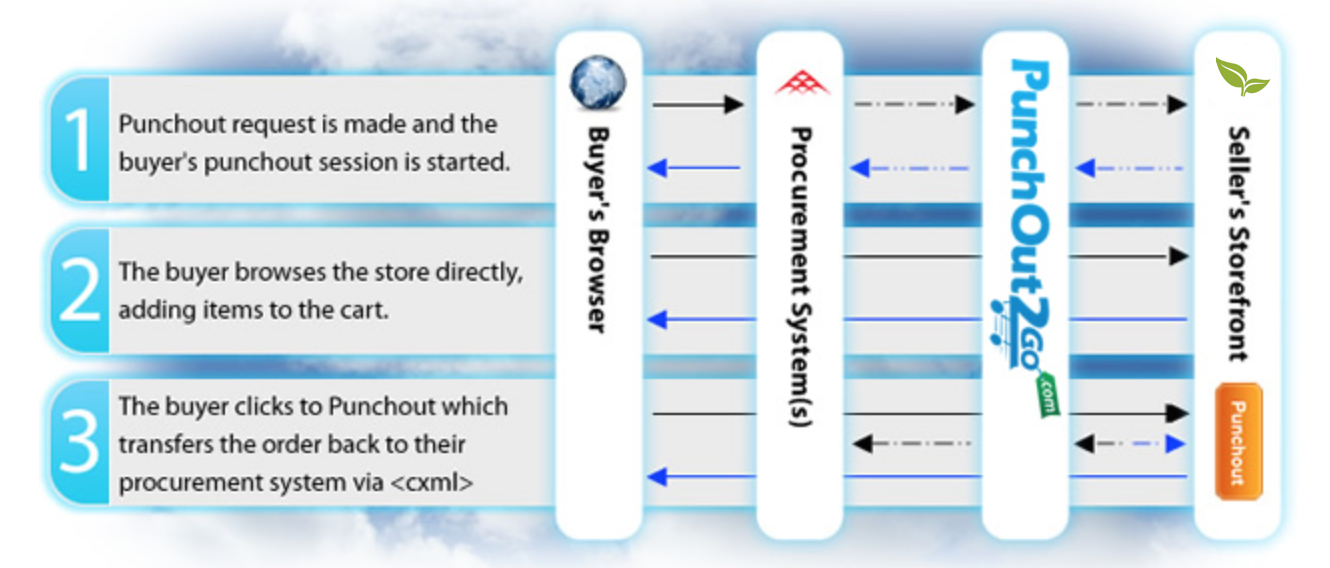 1
Punchout request is made and the
buyer's punchout session is started.
2
The buyer browses the store directly,
adding items to the cart.
3
The buyer clicks to Punchout which
transfers the order back to their
procurement system via <cxml>
Buyer's Browser
Procurement System(s)
PunchOut2Go
.com
Seller's Storefront
Punchout